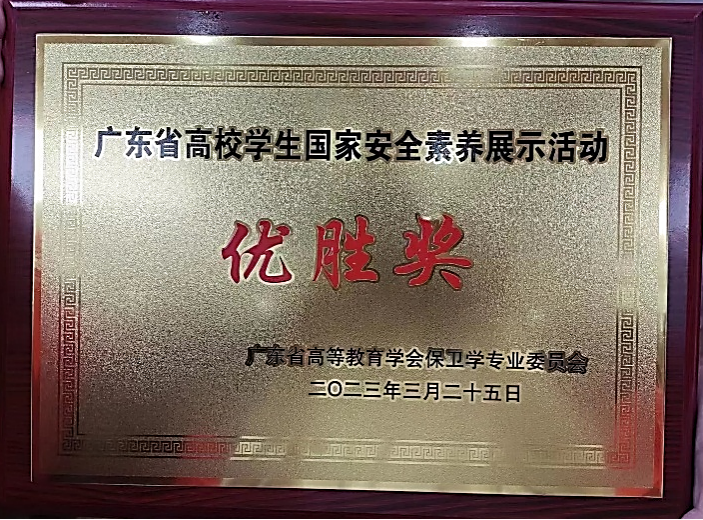 广东省高校学生国家安全素养展示活动
优胜奖
广东省高等教育学会保卫学专业委员会
二〇二三年三月二十五日